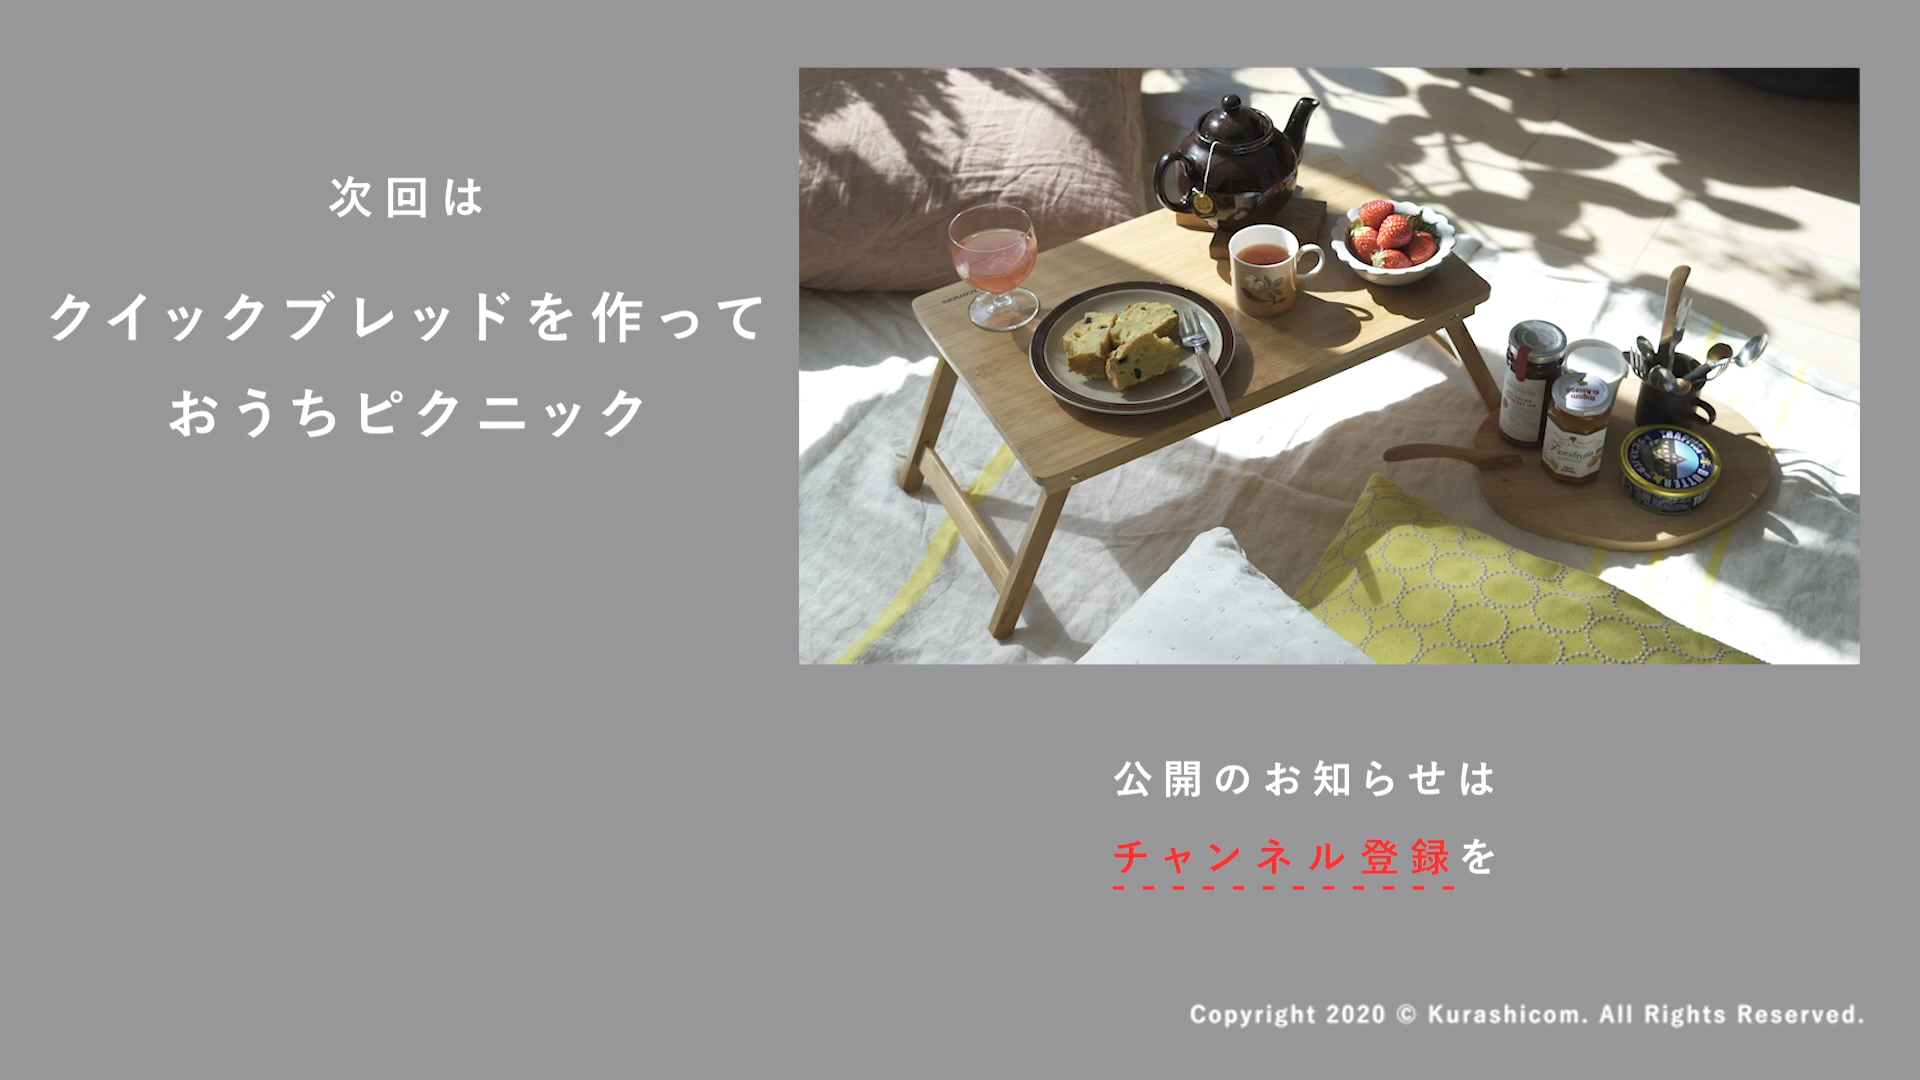 次回は
クイックブレッドを作って
おうちピクニック
公開のお知らせは
チャンネル登録を
Copyright 2020 © Kurashicom. All Rights Reserved.